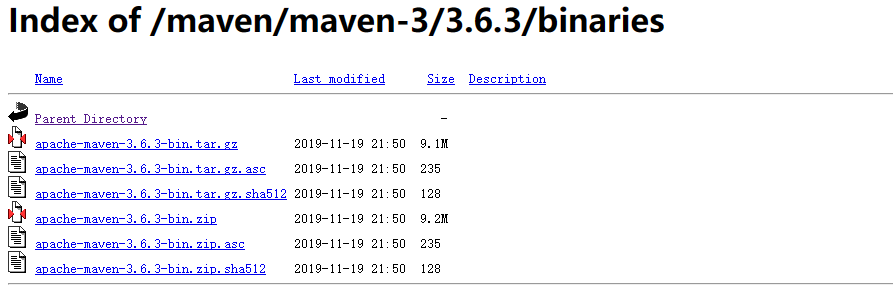 Index of /maven/maven-3/3.6.3/binaries
Name Last modified Size Description
Parent Directory -
apache-maven-3.6.3-bin.tar.gz 2019-11-19 21:50 9.1M
apache-maven-3.6.3-bin.tar.gz.asc 2019-11-19 21:50 235
apache-maven-3.6.3-bin.tar.gz.sha512 2019-11-19 21:50 128
apache-maven-3.6.3-bin.zip 2019-11-19 21:50 9.2M
apache-maven-3.6.3-bin.zip.asc 2019-11-19 21:50 235
apache-maven-3.6.3-bin.zip.sha512 2019-11-19 21:50 128